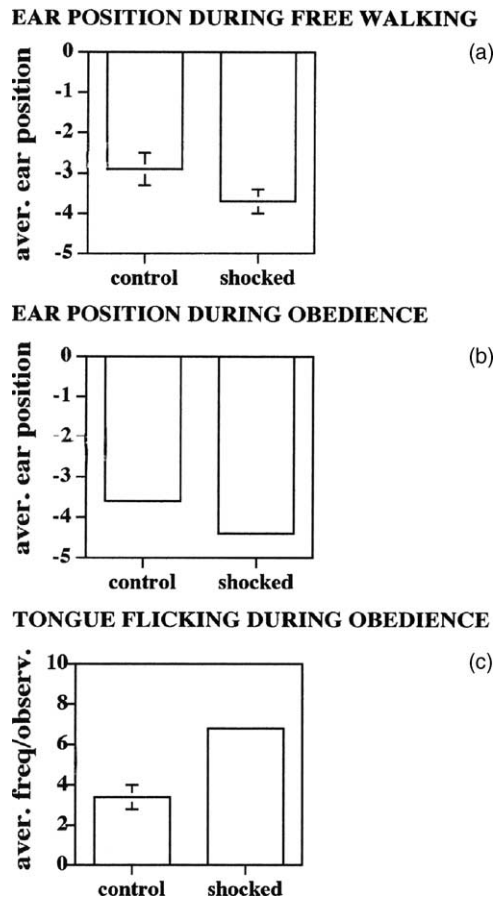 EAR POSITION DURING FREE WALKING
(a)
aver. ear position
0
-1
-2
-3
-4
-5
control shocked
EAR POSITION DURING OBEDIENCE
(b)
aver. ear position
0
-1
-2
-3
-4
-5
control shocked
TONGUE FLICKING DURING OBEDIENCE
(c)
aver. freq/observ.
10
8
6
4
2
0
control shocked